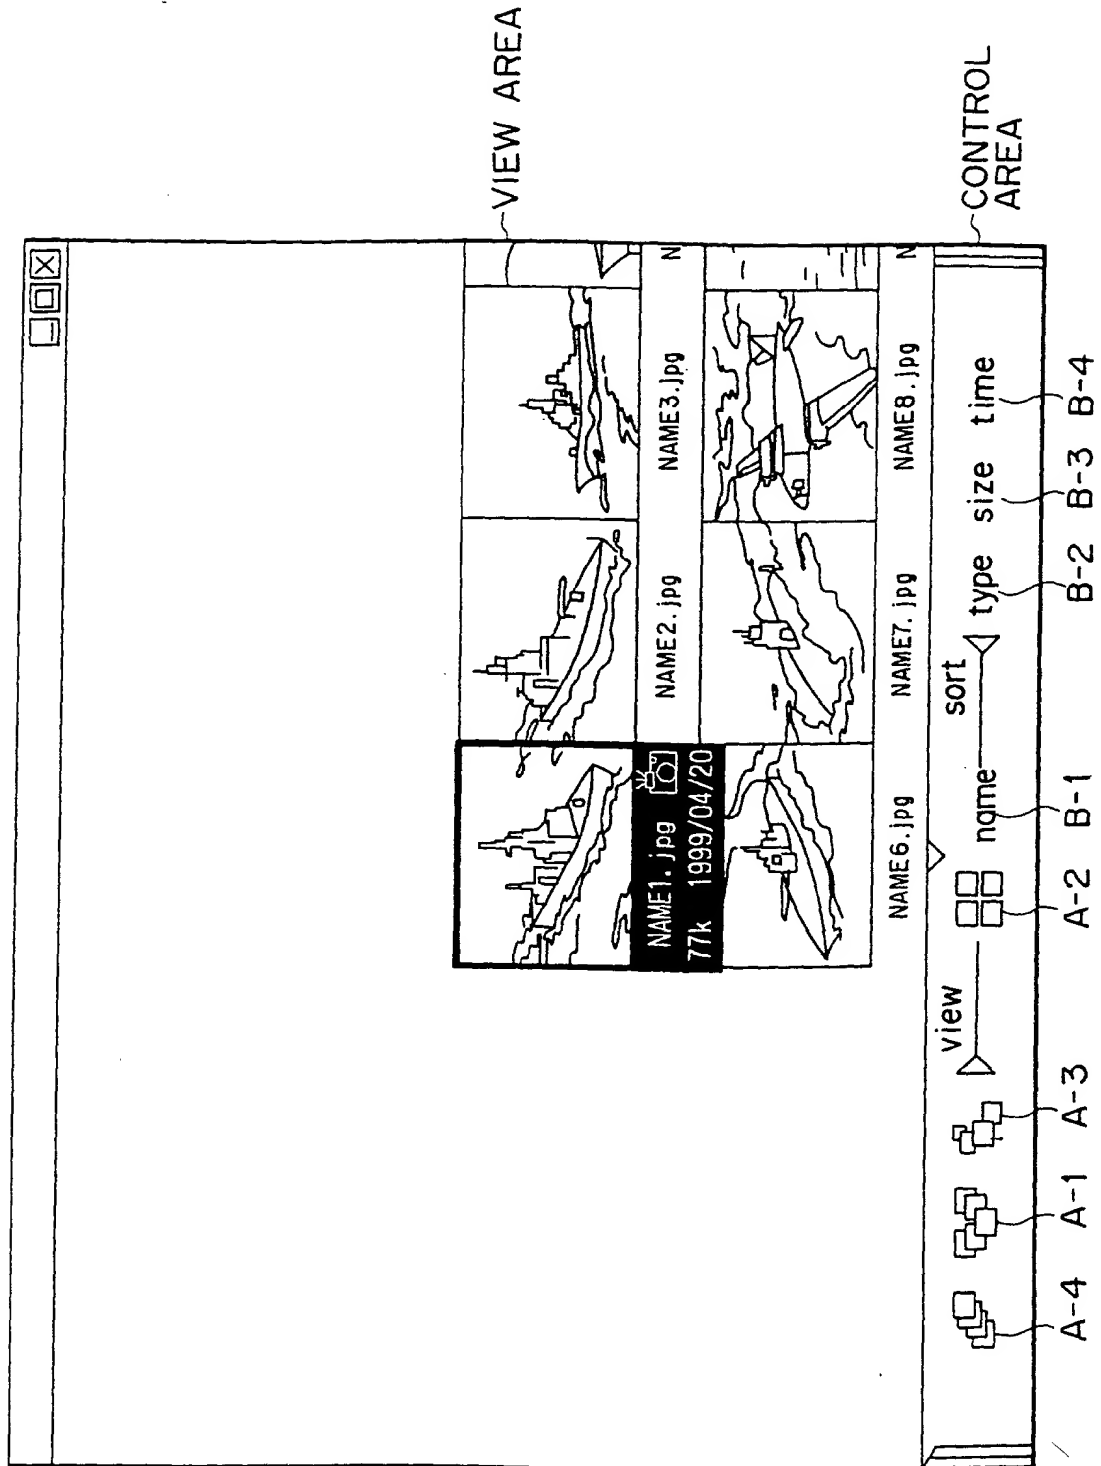 VIEW AREA
NAME1.jpg
77k 1999/04/20
NAME2.jpg
NAME3.jpg
N
NAME6.jpg
NAME7.jpg
NAME8.jpg
N
view
sort
name
type
size
time
CONTROL
AREA
A-4
A-1
A-3
A-2
B-1
B-2
B-3
B-4